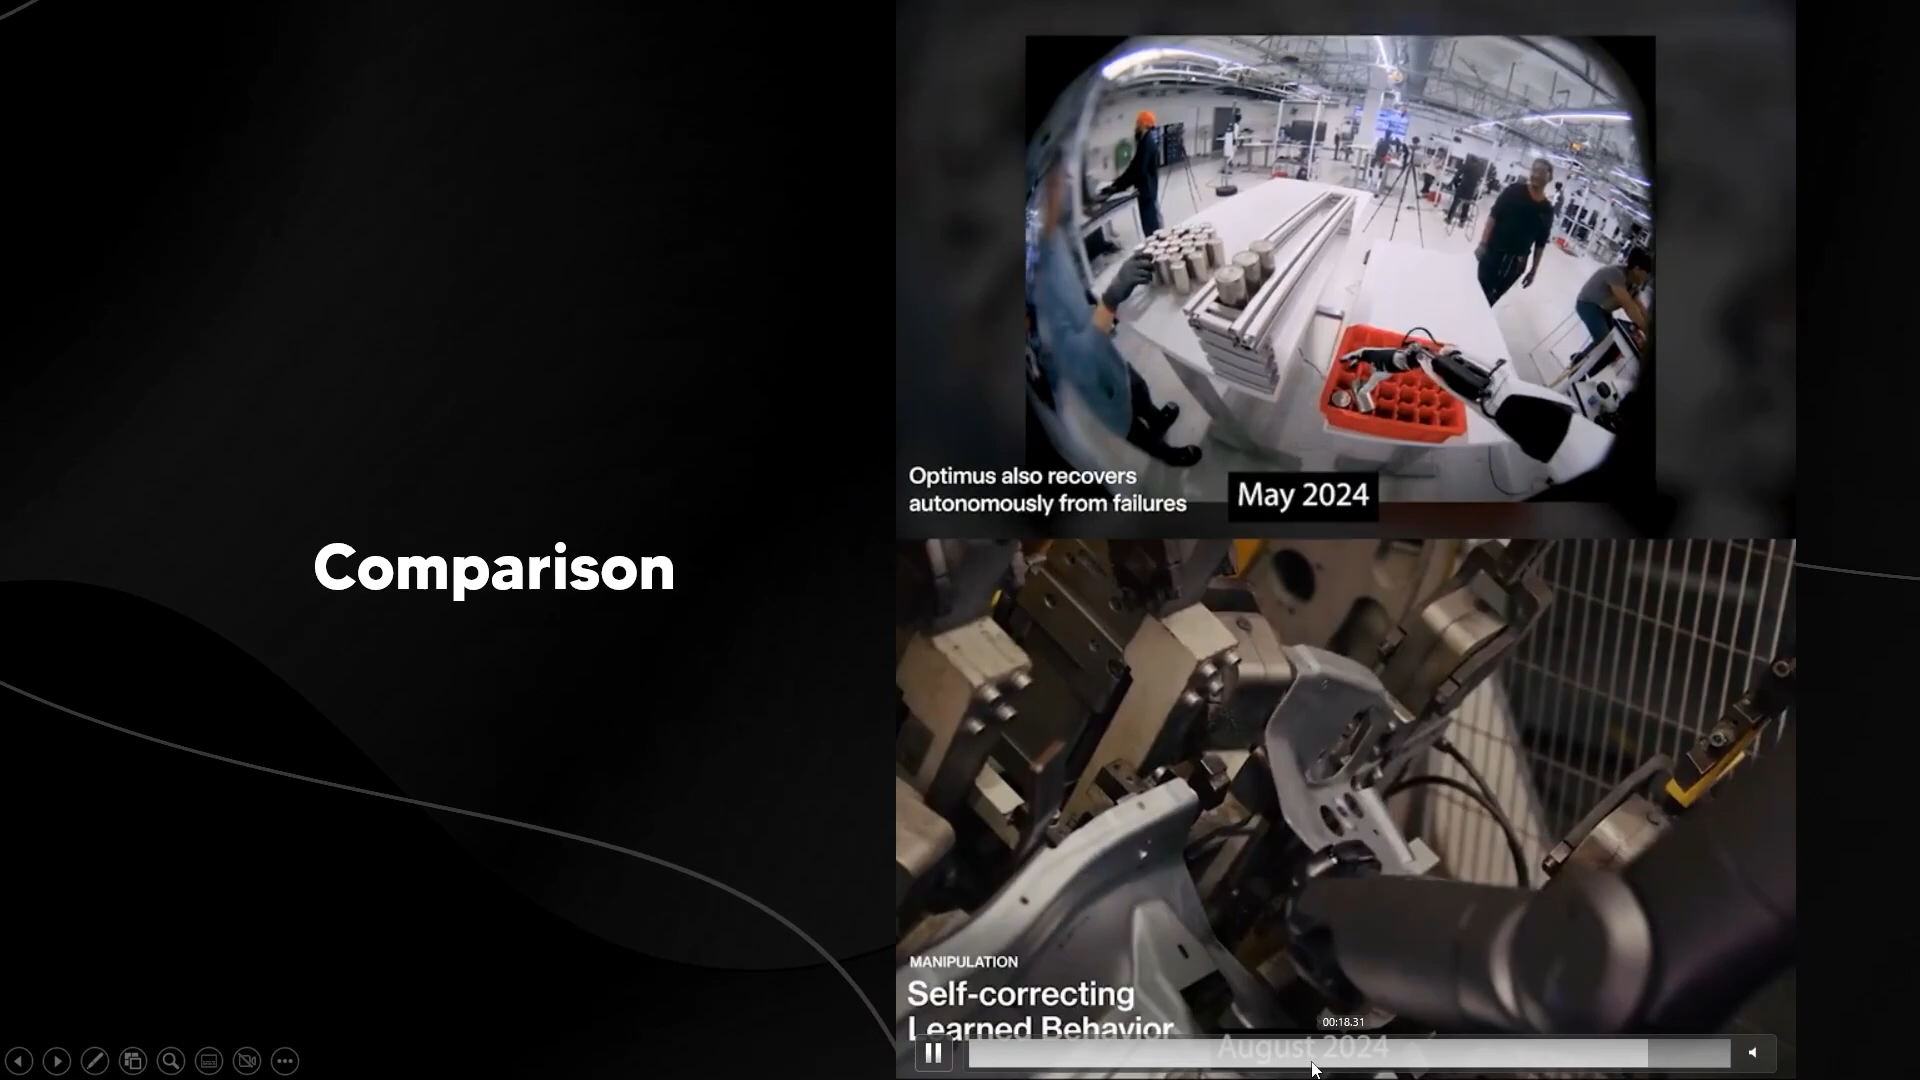 Comparison
Optimus also recovers
autonomously from failures
May 2024
MANIPULATION
Self-correcting
Learned Behavior
00:18.31
August 2024